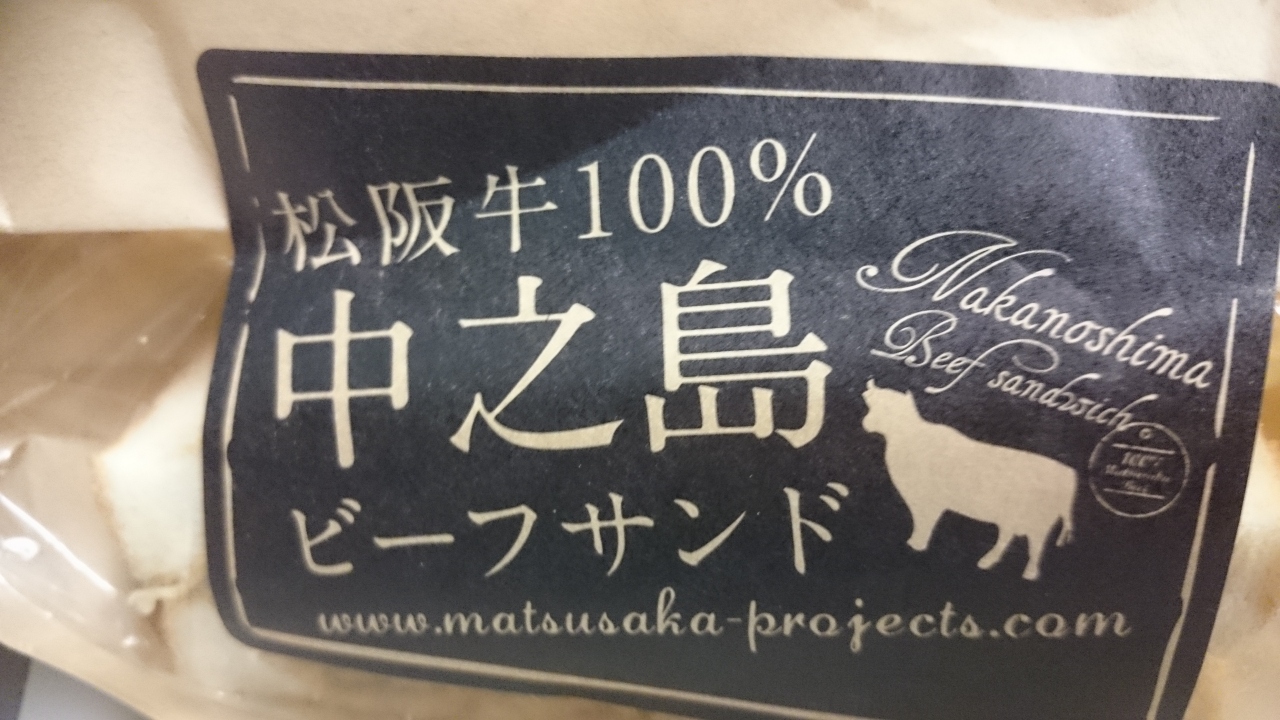 松阪牛100%
中之島
ビーフサンド
Nakanoshima
Beef sandwich
100%
www.matsusaka-projects.com